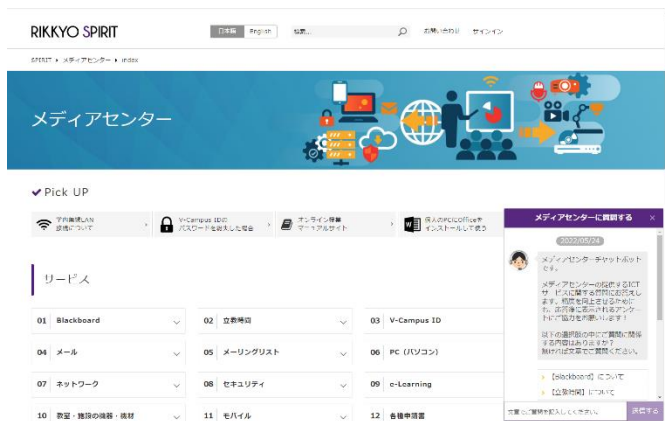 RIKKYO SPIRIT
日本語 English 検索... お問い合わせ サインイン
SPIRIT メディアセンター index
メディアセンター
Pick UP
学内無線LAN
接続について
V-Campus IDの
パスワードを紛失した場合
オンライン授業
マニュアルサイト
個人のPCにOfficeを
インストールして使う
サービス
01 Blackboard
02 立教時間
03 V-Campus ID
04 メール
05 メーリングリスト
06 PC (パソコン)
07 ネットワーク
08 セキュリティ
09 e-Learning
10 教室・施設の機器・機材
11 モバイル
12 各種申請書
メディアセンターに質問する ×
2022/05/24
メディアセンターチャットボット
です。
メディアセンターの提供するICT
サービスに関する質問にお答えし
ます。精度を向上させるために
も、応答後に表示されるアンケー
トにご協力をお願いします！
以下の選択肢の中にご質問に関係
する内容はありますか？
無ければ文章でご質問ください。
【Blackboard】について
【立教時間】について
文章でご質問を記入してください。 送信する